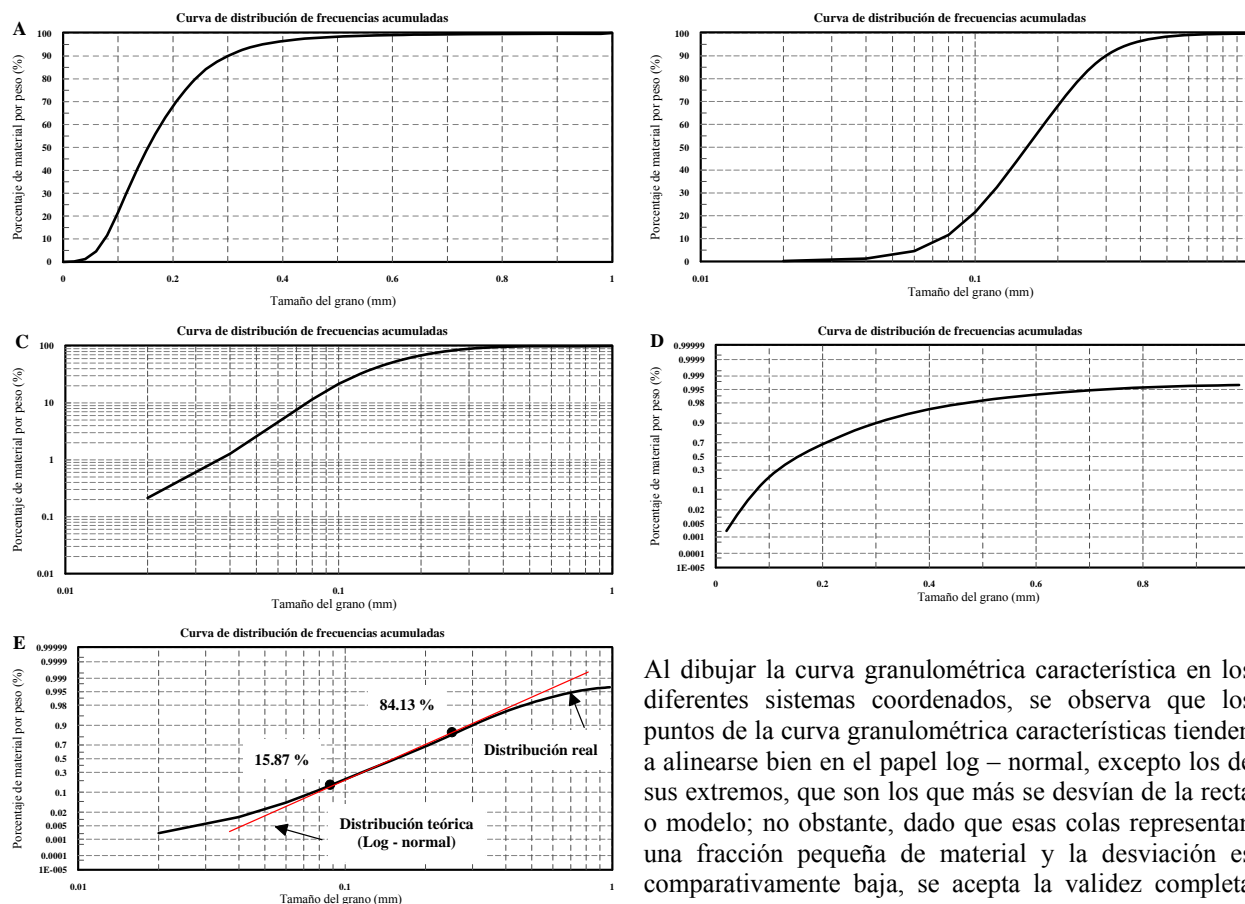 Curva de distribución de frecuencias acumuladas
A
Porcentaje de material por peso (%)
100
90
80
70
60
50
40
30
20
10
0
0 0.2 0.4 0.6 0.8 1
Tamaño del grano (mm)
Curva de distribución de frecuencias acumuladas
Porcentaje de material por peso (%)
100
90
80
70
60
50
40
30
20
10
0
0.01 0.1
Tamaño del grano (mm)
Curva de distribución de frecuencias acumuladas
C
Porcentaje de material por peso (%)
100
10
1
0.1
0.01
0.01 0.1 1
Tamaño del grano (mm)
Curva de distribución de frecuencias acumuladas
D
Porcentaje de material por peso (%)
0.99999
0.9999
0.999
0.995
0.98
0.9
0.7
0.5
0.3
0.1
0.02
0.005
0.001
0.0001
1E-005
0 0.2 0.4 0.6 0.8
Tamaño del grano (mm)
Curva de distribución de frecuencias acumuladas
E
Porcentaje de material por peso (%)
0.99999
0.9999
0.999
0.995
0.98
0.9
0.7
0.5
0.3
0.1
0.02
0.005
0.001
0.0001
1E-005
84.13 %
15.87 %
Distribución real
Distribución teórica
(Log - normal)
0.01 0.1 1
Tamaño del grano (mm)
Al dibujar la curva granulométrica característica en los
diferentes sistemas coordenados, se observa que los
puntos de la curva granulométrica características tienden
a alinearse bien en el papel log – normal, excepto los de
sus extremos, que son los que más se desvían de la recta
o modelo; no obstante, dado que esas colas representan
una fracción pequeña de material y la desviación es
comparativamente baja, se acepta la validez completa